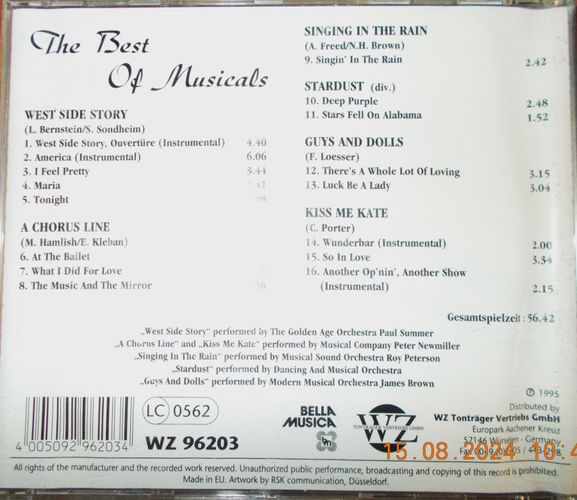 The Best
Of Musicals
WEST SIDE STORY
(L. Bernstein/S. Sondheim)
1. West Side Story, Ouvertüre (Instrumental) 4.40
2. America (Instrumental) 6.06
3. I Feel Pretty 3.44
4. Maria
5. Tonight
A CHORUS LINE
(M. Hamlish/E. Kleban)
6. At The Ballet
7. What I Did For Love
8. The Music And The Mirror
SINGING IN THE RAIN
(A. Freed/N.H. Brown)
9. Singin' In The Rain 2.42
STARDUST (div.)
10. Deep Purple 2.48
11. Stars Fell On Alabama 1.52
GUYS AND DOLLS
(F. Loesser)
12. There's A Whole Lot Of Loving 3.15
13. Luck Be A Lady 3.04
KISS ME KATE
(C. Porter)
14. Wunderbar (Instrumental) 2.00
15. So In Love 3.34
16. Another Op'nin', Another Show
(Instrumental) 2.15
Gesamtspielzeit: 56.42
„West Side Story" performed by The Golden Age Orchestra Paul Summer
„A Chorus Line" and „Kiss Me Kate" performed by Musical Company Peter Newmiller
„Singing In The Rain" performed by Musical Sound Orchestra Roy Peterson
„Stardust" performed by Dancing And Musical Orchestra
„Guys And Dolls" performed by Modern Musical Orchestra James Brown
4 005092 962034
LC 0562
WZ 96203
BELLA
MUSICA
WZ
TONTRÄGER VERTRIEBS GMBH
℗ 1995
Distributed by
WZ Tonträger Vertriebs GmbH
Europark Aachener Kreuz
52146 Würselen - Germany
15.08.2024 10:4
All rights of the manufacturer and the recorded work reserved. Unauthorized public performance, broadcasting and copying of this record is prohibited.
Made in EU. Artwork by RSK communication, Düsseldorf.